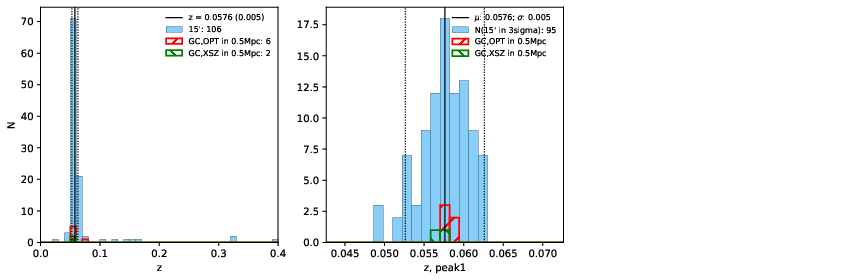 z = 0.0576 (0.005)
15': 106
GC,OPT in 0.5Mpc: 6
GC,XSZ in 0.5Mpc: 2
70
60
50
40
30
20
10
0
N
0.0 0.1 0.2 0.3 0.4
z
μ: 0.0576; σ: 0.005
N(15' in 3sigma): 95
GC,OPT in 0.5Mpc
GC,XSZ in 0.5Mpc
17.5
15.0
12.5
10.0
7.5
5.0
2.5
0.0
0.045 0.050 0.055 0.060 0.065 0.070
z, peak1